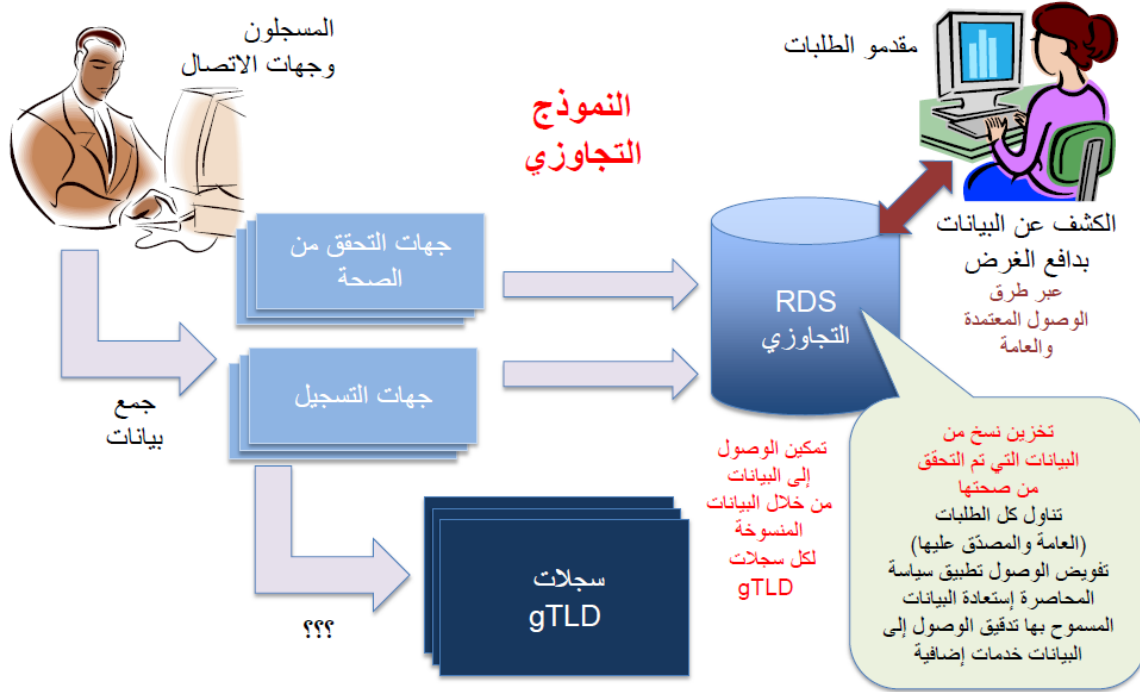 المسجلون
وجهات الاتصال
النموذج
التجاوزي
مقدمو الطلبات
جهات التحقق من
الصحة
جهات التسجيل
جمع
بيانات
RDS
التجاوزي
الكشف عن البيانات
بدافع الغرض
عبر طرق
الوصول المعتمدة
والعامة
تمكين الوصول
إلى البيانات
من خلال البيانات
المنسوخة
لكل سجلات
gTLD
تخزين نسخ من
البيانات التي تم التحقق
من صحتها
تناول كل الطلبات
(العامة والمصدّق عليها)
تفويض الوصول تطبيق سياسة
المحاصرة إستعادة البيانات
المسموح بها تدقيق الوصول إلى
البيانات خدمات إضافية
سجلات
gTLD
؟؟؟